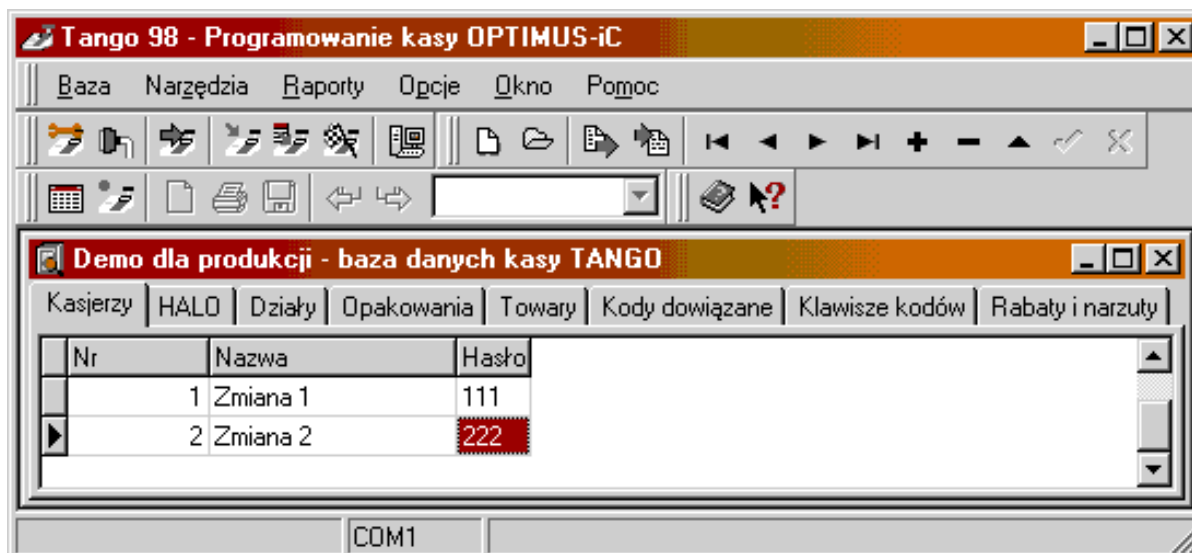 Tango 98 - Programowanie kasy OPTIMUS-iC
Baza Narzędzia Raporty Opcje Okno Pomoc
Demo dla produkcji - baza danych kasy TANGO
Kasjerzy HALO Działy Opakowania Towary Kody dowiązane Klawisze kodów Rabaty i narzuty
Nr Nazwa Hasło
1 Zmiana 1 111
2 Zmiana 2 222
COM1